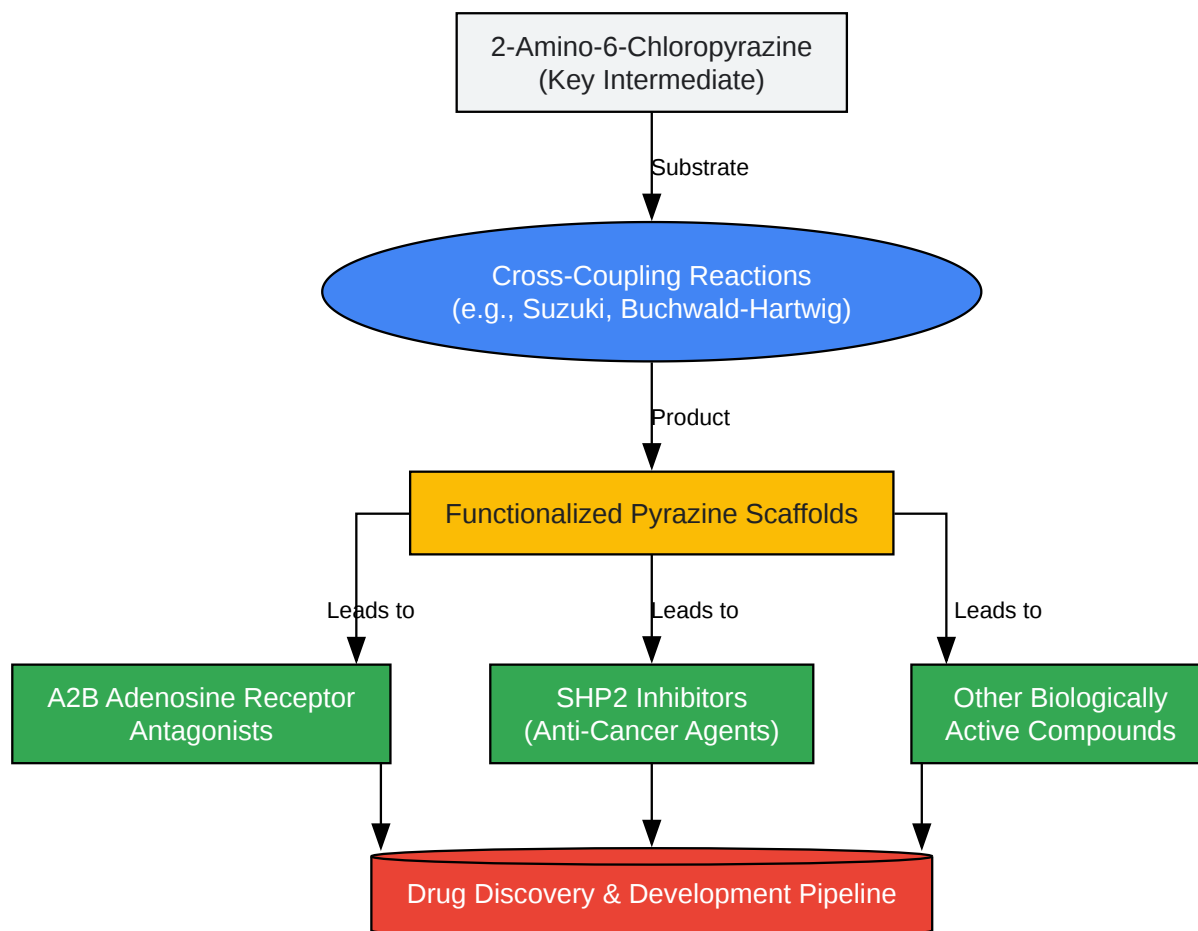 2-Amino-6-Chloropyrazine
(Key Intermediate)
Substrate
Cross-Coupling Reactions
(e.g., Suzuki, Buchwald-Hartwig)
Product
Functionalized Pyrazine Scaffolds
Leads to
Leads to
Leads to
A2B Adenosine Receptor
Antagonists
SHP2 Inhibitors
(Anti-Cancer Agents)
Other Biologically
Active Compounds
Drug Discovery & Development Pipeline